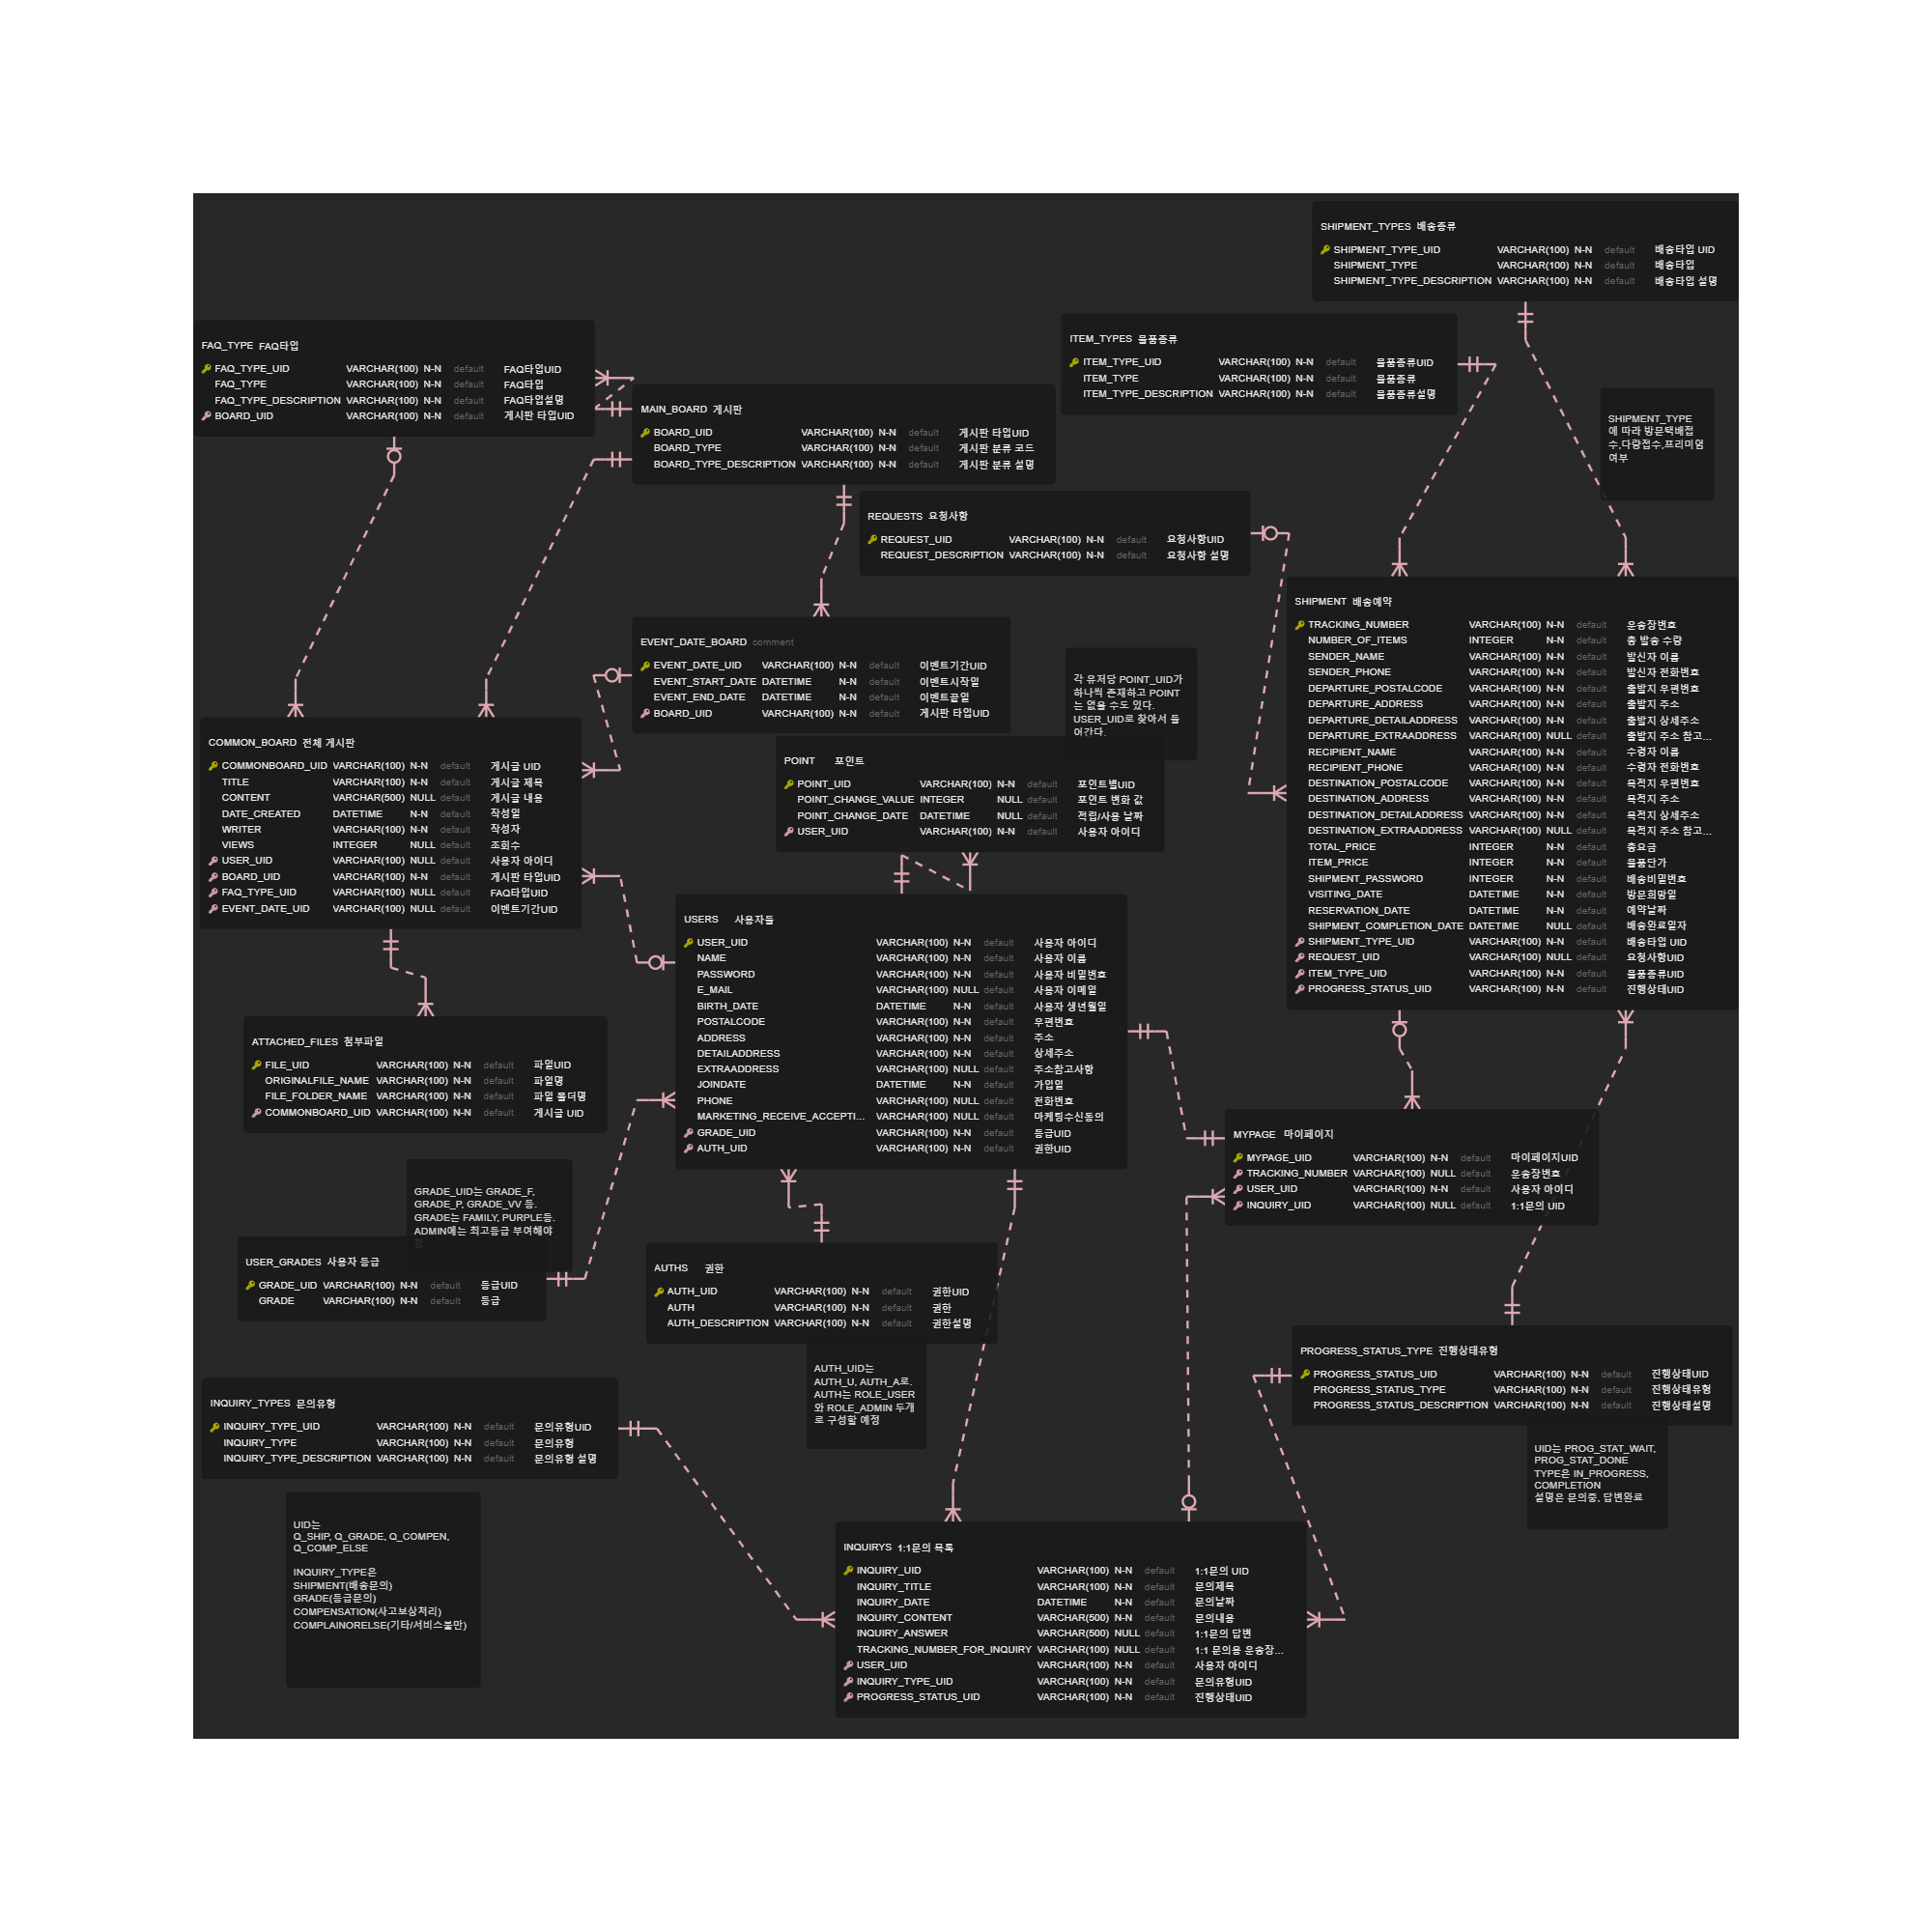 SHIPMENT_TYPES 배송종류
SHIPMENT_TYPE_UID VARCHAR(100) N-N default 배송타입 UID
SHIPMENT_TYPE VARCHAR(100) N-N default 배송타입
SHIPMENT_TYPE_DESCRIPTION VARCHAR(100) N-N default 배송타입 설명
FAQ_TYPE FAQ타입
FAQ_TYPE_UID VARCHAR(100) N-N default FAQ타입UID
FAQ_TYPE VARCHAR(100) N-N default FAQ타입
FAQ_TYPE_DESCRIPTION VARCHAR(100) N-N default FAQ타입설명
BOARD_UID VARCHAR(100) N-N default 게시판 타입UID
ITEM_TYPES 물품종류
ITEM_TYPE_UID VARCHAR(100) N-N default 물품종류UID
ITEM_TYPE VARCHAR(100) N-N default 물품종류
ITEM_TYPE_DESCRIPTION VARCHAR(100) N-N default 물품종류설명
MAIN_BOARD 게시판
BOARD_UID VARCHAR(100) N-N default 게시판 타입UID
BOARD_TYPE VARCHAR(100) N-N default 게시판 분류 코드
BOARD_TYPE_DESCRIPTION VARCHAR(100) N-N default 게시판 분류 설명
SHIPMENT_TYPE
에 따라 방문택배접
수,다량접수,프리미엄
여부
REQUESTS 요청사항
REQUEST_UID VARCHAR(100) N-N default 요청사항UID
REQUEST_DESCRIPTION VARCHAR(100) N-N default 요청사항 설명
SHIPMENT 배송예약
TRACKING_NUMBER VARCHAR(100) N-N default 운송장번호
NUMBER_OF_ITEMS INTEGER N-N default 총 발송 수량
SENDER_NAME VARCHAR(100) N-N default 발신자 이름
SENDER_PHONE VARCHAR(100) N-N default 발신자 전화번호
DEPARTURE_POSTALCODE VARCHAR(100) N-N default 출발지 우편번호
DEPARTURE_ADDRESS VARCHAR(100) N-N default 출발지 주소
DEPARTURE_DETAILADDRESS VARCHAR(100) N-N default 출발지 상세주소
DEPARTURE_EXTRAADDRESS VARCHAR(100) NULL default 출발지 주소 참고...
RECIPIENT_NAME VARCHAR(100) N-N default 수령자 이름
RECIPIENT_PHONE VARCHAR(100) N-N default 수령자 전화번호
DESTINATION_POSTALCODE VARCHAR(100) N-N default 목적지 우편번호
DESTINATION_ADDRESS VARCHAR(100) N-N default 목적지 주소
DESTINATION_DETAILADDRESS VARCHAR(100) N-N default 목적지 상세주소
DESTINATION_EXTRAADDRESS VARCHAR(100) NULL default 목적지 주소 참고...
TOTAL_PRICE INTEGER N-N default 총요금
ITEM_PRICE INTEGER N-N default 물품단가
SHIPMENT_PASSWORD INTEGER N-N default 배송비밀번호
VISITING_DATE DATETIME N-N default 방문희망일
RESERVATION_DATE DATETIME N-N default 예약날짜
SHIPMENT_COMPLETION_DATE DATETIME NULL default 배송완료일자
SHIPMENT_TYPE_UID VARCHAR(100) N-N default 배송타입 UID
REQUEST_UID VARCHAR(100) NULL default 요청사항UID
ITEM_TYPE_UID VARCHAR(100) N-N default 물품종류UID
PROGRESS_STATUS_UID VARCHAR(100) N-N default 진행상태UID
EVENT_DATE_BOARD comment
EVENT_DATE_UID VARCHAR(100) N-N default 이벤트기간UID
EVENT_START_DATE DATETIME N-N default 이벤트시작일
EVENT_END_DATE DATETIME N-N default 이벤트끝일
BOARD_UID VARCHAR(100) N-N default 게시판 타입UID
각 유저당 POINT_UID가
하나씩 존재하고 POINT
는 없을 수도 있다.
USER_UID로 찾아서 들
어간다.
COMMON_BOARD 전체 게시판
COMMONBOARD_UID VARCHAR(100) N-N default 게시글 UID
TITLE VARCHAR(100) N-N default 게시글 제목
CONTENT VARCHAR(500) NULL default 게시글 내용
DATE_CREATED DATETIME N-N default 작성일
WRITER VARCHAR(100) N-N default 작성자
VIEWS INTEGER NULL default 조회수
USER_UID VARCHAR(100) NULL default 사용자 아이디
BOARD_UID VARCHAR(100) N-N default 게시판 타입UID
FAQ_TYPE_UID VARCHAR(100) NULL default FAQ타입UID
EVENT_DATE_UID VARCHAR(100) NULL default 이벤트기간UID
POINT 포인트
POINT_UID VARCHAR(100) N-N default 포인트별UID
POINT_CHANGE_VALUE INTEGER NULL default 포인트 변화 값
POINT_CHANGE_DATE DATETIME NULL default 적립/사용 날짜
USER_UID VARCHAR(100) N-N default 사용자 아이디
USERS 사용자들
USER_UID VARCHAR(100) N-N default 사용자 아이디
NAME VARCHAR(100) N-N default 사용자 이름
PASSWORD VARCHAR(100) N-N default 사용자 비밀번호
E_MAIL VARCHAR(100) NULL default 사용자 이메일
BIRTH_DATE DATETIME N-N default 사용자 생년월일
POSTALCODE VARCHAR(100) N-N default 우편번호
ADDRESS VARCHAR(100) N-N default 주소
DETAILADDRESS VARCHAR(100) N-N default 상세주소
EXTRAADDRESS VARCHAR(100) NULL default 주소참고사항
JOINDATE DATETIME N-N default 가입일
PHONE VARCHAR(100) NULL default 전화번호
MARKETING_RECEIVE_ACCEPTI... VARCHAR(100) NULL default 마케팅수신동의
GRADE_UID VARCHAR(100) N-N default 등급UID
AUTH_UID VARCHAR(100) N-N default 권한UID
ATTACHED_FILES 첨부파일
FILE_UID VARCHAR(100) N-N default 파일UID
ORIGINALFILE_NAME VARCHAR(100) N-N default 파일명
FILE_FOLDER_NAME VARCHAR(100) N-N default 파일 폴더명
COMMONBOARD_UID VARCHAR(100) N-N default 게시글 UID
MYPAGE 마이페이지
MYPAGE_UID VARCHAR(100) N-N default 마이페이지UID
TRACKING_NUMBER VARCHAR(100) NULL default 운송장번호
USER_UID VARCHAR(100) N-N default 사용자 아이디
INQUIRY_UID VARCHAR(100) NULL default 1:1문의 UID
GRADE_UID는 GRADE_F,
GRADE_P, GRADE_VV 등.
GRADE는 FAMILY, PURPLE등.
ADMIN에는 최고등급 부여해야
USER_GRADES 사용자 등급
GRADE_UID VARCHAR(100) N-N default 등급UID
GRADE VARCHAR(100) N-N default 등급
AUTHS 권한
AUTH_UID VARCHAR(100) N-N default 권한UID
AUTH VARCHAR(100) N-N default 권한
AUTH_DESCRIPTION VARCHAR(100) N-N default 권한설명
AUTH_UID는
AUTH_U, AUTH_A로.
AUTH는 ROLE_USER
와 ROLE_ADMIN 두개
로 구성할 예정
PROGRESS_STATUS_TYPE 진행상태유형
PROGRESS_STATUS_UID VARCHAR(100) N-N default 진행상태UID
PROGRESS_STATUS_TYPE VARCHAR(100) N-N default 진행상태유형
PROGRESS_STATUS_DESCRIPTION VARCHAR(100) N-N default 진행상태설명
UID는 PROG_STAT_WAIT,
PROG_STAT_DONE
TYPE은 IN_PROGRESS,
COMPLETION
설명은 문의중, 답변완료
INQUIRY_TYPES 문의유형
INQUIRY_TYPE_UID VARCHAR(100) N-N default 문의유형UID
INQUIRY_TYPE VARCHAR(100) N-N default 문의유형
INQUIRY_TYPE_DESCRIPTION VARCHAR(100) N-N default 문의유형 설명
UID는
Q_SHIP, Q_GRADE, Q_COMPEN,
Q_COMP_ELSE
INQUIRY_TYPE은
SHIPMENT(배송문의)
GRADE(등급문의)
COMPENSATION(사고보상처리)
COMPLAINORELSE(기타/서비스불만)
INQUIRYS 1:1문의 목록
INQUIRY_UID VARCHAR(100) N-N default 1:1문의 UID
INQUIRY_TITLE VARCHAR(100) N-N default 문의제목
INQUIRY_DATE DATETIME N-N default 문의날짜
INQUIRY_CONTENT VARCHAR(500) N-N default 문의내용
INQUIRY_ANSWER VARCHAR(500) NULL default 1:1문의 답변
TRACKING_NUMBER_FOR_INQUIRY VARCHAR(100) NULL default 1:1 문의용 운송장...
USER_UID VARCHAR(100) N-N default 사용자 아이디
INQUIRY_TYPE_UID VARCHAR(100) N-N default 문의유형UID
PROGRESS_STATUS_UID VARCHAR(100) N-N default 진행상태UID